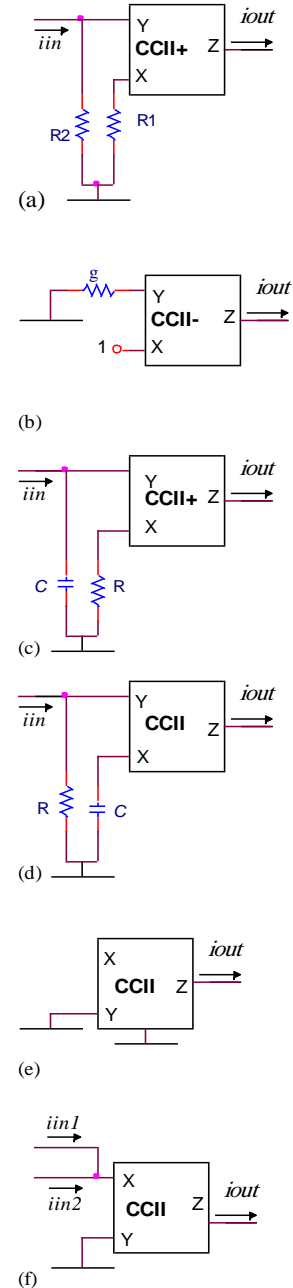 iin
Y
CCII+
Z
iout
X
R2
R1
(a)
g
Y
CCII-
Z
iout
1
X
(b)
iin
Y
CCII+
Z
iout
X
C
R
(c)
iin
Y
CCII
Z
iout
X
R
C
(d)
X
CCII
Z
iout
Y
(e)
iin1
iin2
X
CCII
Z
iout
Y
(f)